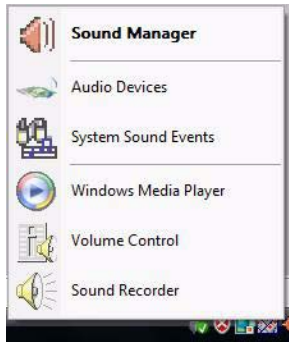 Sound Manager
Audio Devices
System Sound Events
Windows Media Player
Volume Control
Sound Recorder